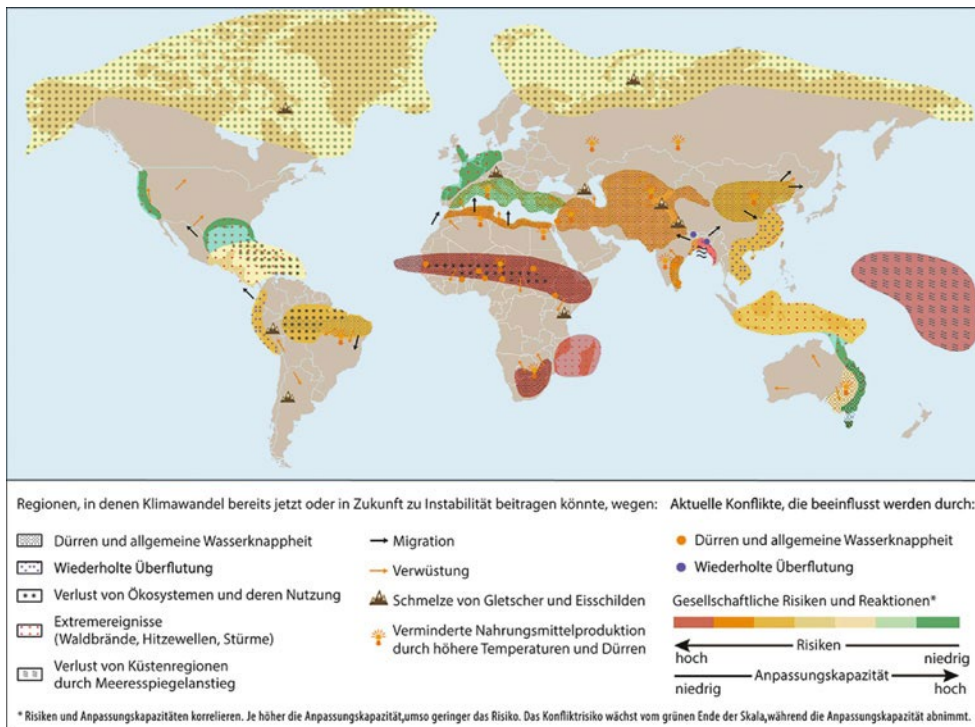 Regionen, in denen Klimawandel bereits jetzt oder in Zukunft zu Instabilität beitragen könnte, wegen:
Dürren und allgemeine Wasserknappheit
Wiederholte Überflutung
Verlust von Ökosystemen und deren Nutzung
Extremereignisse
(Waldbrände, Hitzewellen, Stürme)
Verlust von Küstenregionen
durch Meeresspiegelanstieg
Migration
Verwüstung
Schmelze von Gletscher und Eisschilden
Verminderte Nahrungsmittelproduktion
durch höhere Temperaturen und Dürren
Aktuelle Konflikte, die beeinflusst werden durch:
Dürren und allgemeine Wasserknappheit
Wiederholte Überflutung
Gesellschaftliche Risiken und Reaktionen*
Risiken
hoch niedrig
Anpassungskapazität
niedrig hoch
* Risiken und Anpassungskapazitäten korrelieren. Je höher die Anpassungskapazität,umso geringer das Risiko. Das Konfliktrisiko wächst vom grünen Ende der Skala,während die Anpassungskapazität abnimmt.